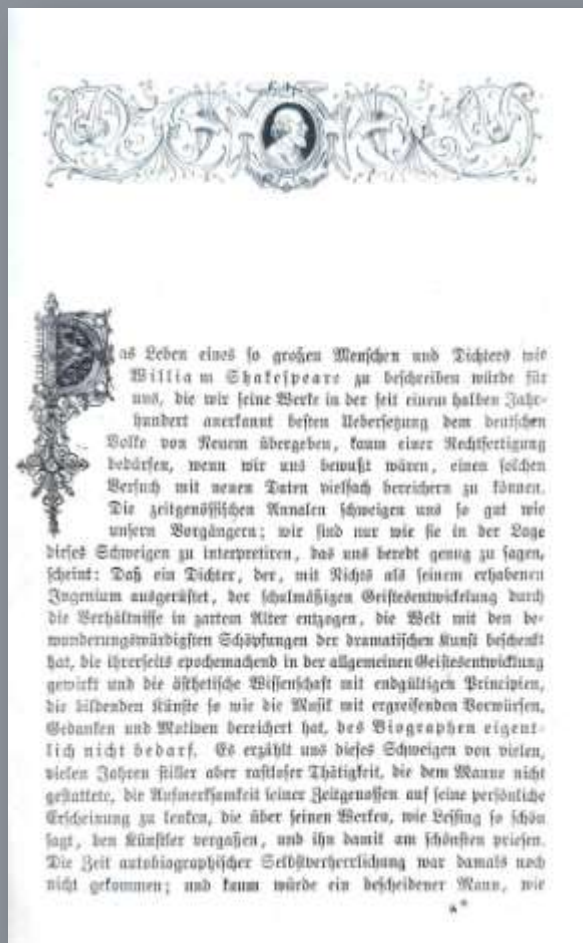 Das Leben eines so großen Menschen und Dichters wie
William Shakespeare zu beschreiben würde für
uns, die wir seine Werke in der seit einem halben Jahr-
hundert anerkannt besten Uebersetzung dem deutschen
Volke von Neuem übergeben, kaum einer Rechtfertigung
bedürfen, wenn wir uns bewußt wären, einen solchen
Versuch mit neuen Daten vielfach bereichern zu können.
Die zeitgenössischen Annalen schweigen uns so gut wie
unsern Vorgängern; wir sind nur wie sie in der Lage
dieses Schweigen zu interpretiren, das uns beredt genug zu sagen,
scheint: Daß ein Dichter, der, mit Nichts als seinem erhabenen
Ingenium ausgerüstet, der schulmäßigen Geistesentwickelung durch
die Verhältnisse in zartem Alter entzogen, die Welt mit den be-
wunderungswürdigsten Schöpfungen der dramatischen Kunst beschenkt
hat, die ihrerseits epochemachend in der allgemeinen Geistesentwicklung
gewirkt und die ästhetische Wissenschaft mit endgültigen Principien,
die bildenden Künste so wie die Musik mit ergreifenden Vorwürfen,
Gedanken und Motiven bereichert hat, des Biographen eigent-
lich nicht bedarf. Es erzählt uns dieses Schweigen von vielen,
vielen Jahren stiller aber rastloser Thätigkeit, die dem Manne nicht
gestattete, die Aufmerksamkeit seiner Zeitgenossen auf seine persönliche
Erscheinung zu lenken, die über seinen Werken, wie Lessing so schön
sagt, den Künstler vergaßen, und ihn damit am schönsten priesen.
Die Zeit autobiographischer Selbstverherrlichung war damals noch
nicht gekommen; und kaum würde ein bescheidener Mann, wie
a*